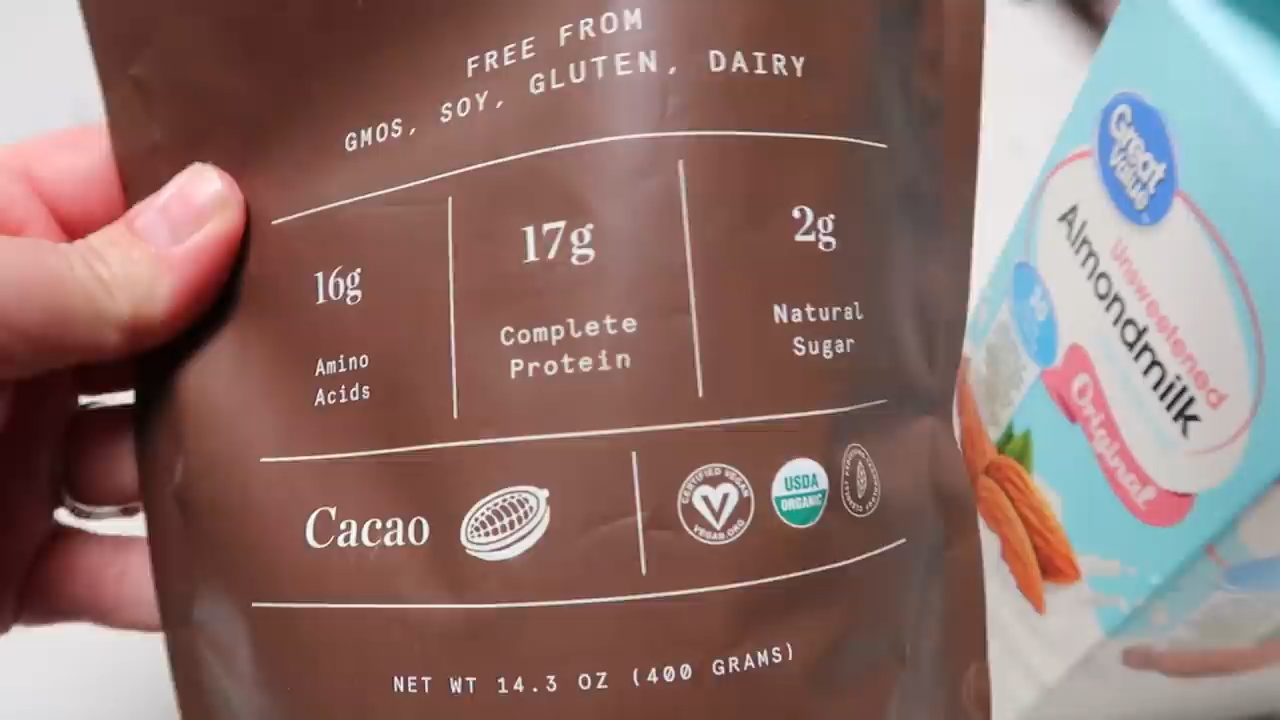 FREE FROM
GMOS, SOY, GLUTEN, DAIRY
16g
Amino
Acids
17g
Complete
Protein
2g
Natural
Sugar
Cacao
CERTIFIED VEGAN
VEGAN.ORG
USDA
ORGANIC
NET WT 14.3 OZ (400 GRAMS)
Great
Value
Unsweetened
Almondmilk
Original